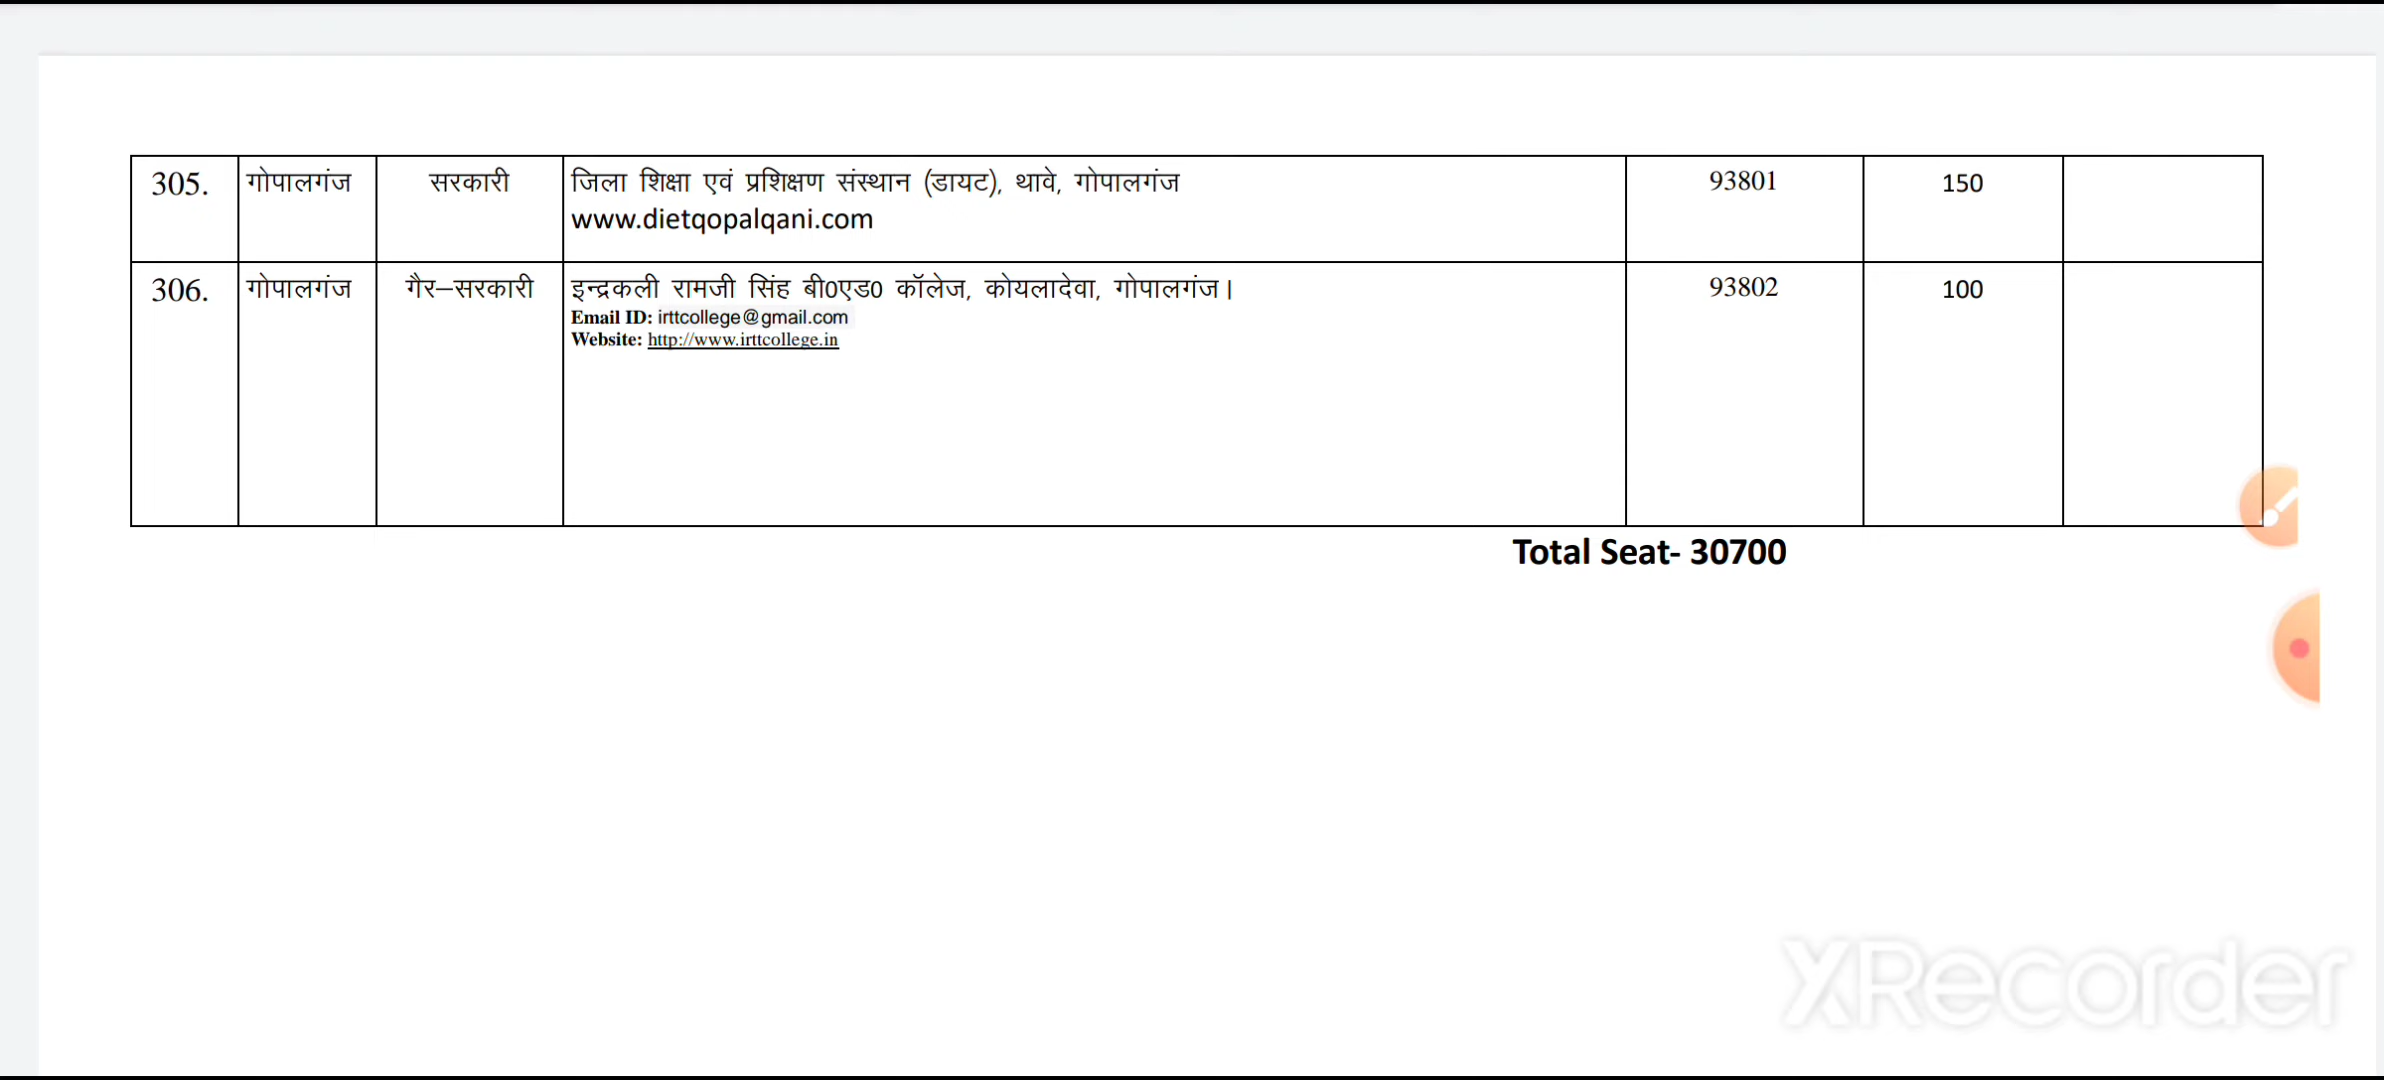 305. गोपालगंज सरकारी जिला शिक्षा एवं प्रशिक्षण संस्थान (डायट), थावे, गोपालगंज 93801 150
www.dietqopalqani.com
306. गोपालगंज गैर–सरकारी इन्द्रकली रामजी सिंह बी0एड0 कॉलेज, कोयलादेवा, गोपालगंज। 93802 100
Email ID: irttcollege@gmail.com
Website: http://www.irttcollege.in
Total Seat- 30700
XRecorder